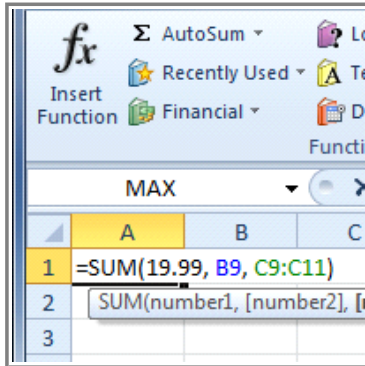 fx Σ AutoSum
Recently Used
Insert Function
Financial
MAX
A B C
1 =SUM(19.99, B9, C9:C11)
2 SUM(number1, [number2],
3